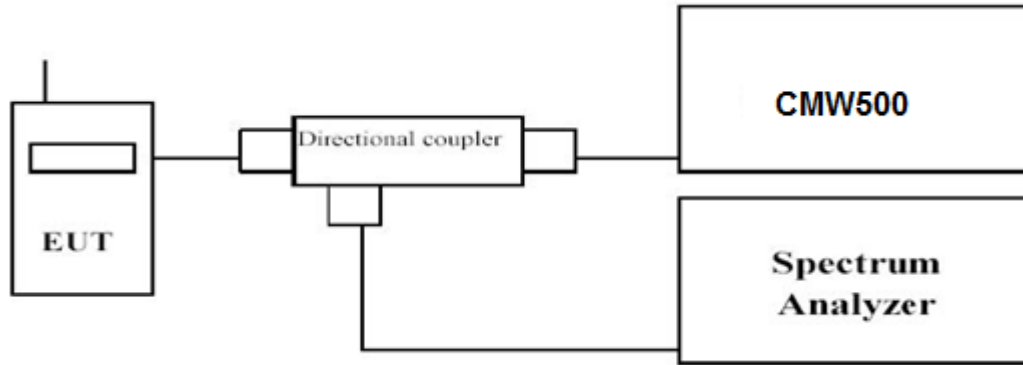 CMW500
Directional coupler
EUT
Spectrum
Analyzer